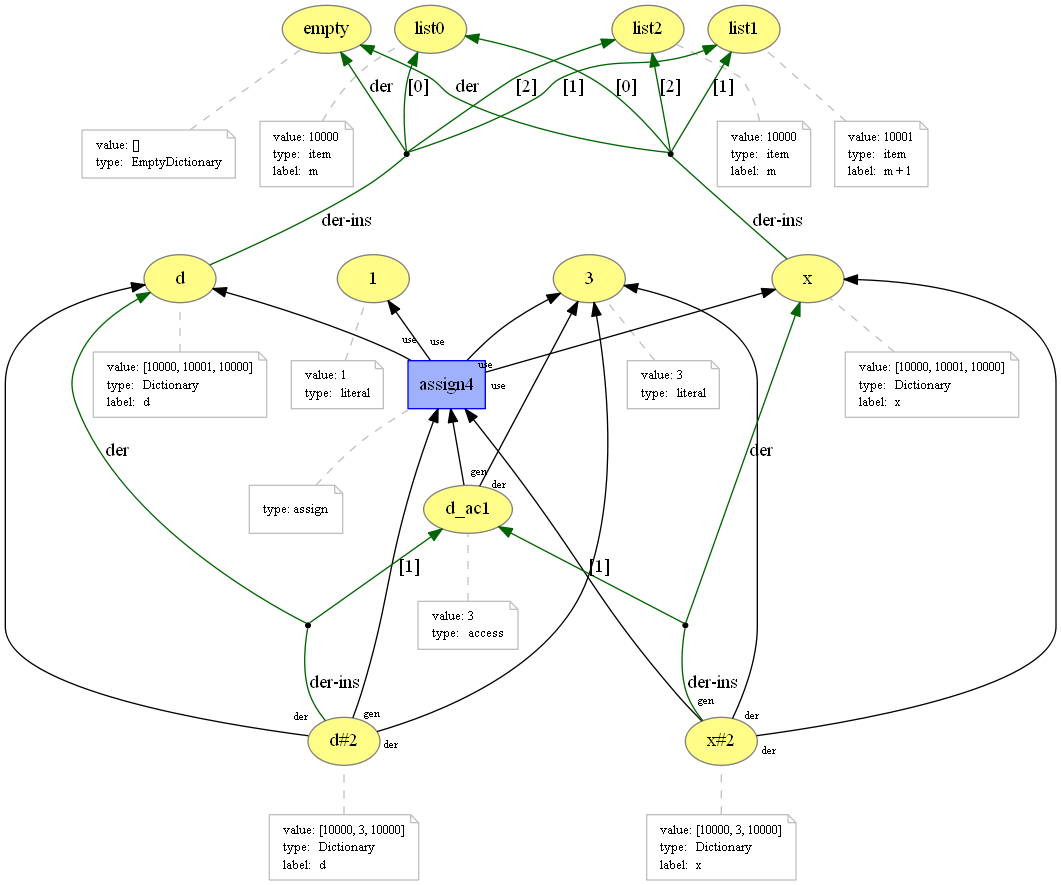 empty
list0
list2
list1
der
[0]
der
[2]
[1]
[0]
[2]
[1]
value: []
type: EmptyDictionary
value: 10000
type: item
label: m
value: 10000
type: item
label: m
value: 10001
type: item
label: m + 1
der-ins
der-ins
d
1
3
x
use
use
use
use
value: [10000, 10001, 10000]
type: Dictionary
label: d
value: 1
type: literal
assign4
value: 3
type: literal
value: [10000, 10001, 10000]
type: Dictionary
label: x
der
der
gen
der
type: assign
d_ac1
[1]
[1]
value: 3
type: access
der-ins
der-ins
der
gen
der
gen
der
der
d#2
x#2
value: [10000, 3, 10000]
type: Dictionary
label: d
value: [10000, 3, 10000]
type: Dictionary
label: x